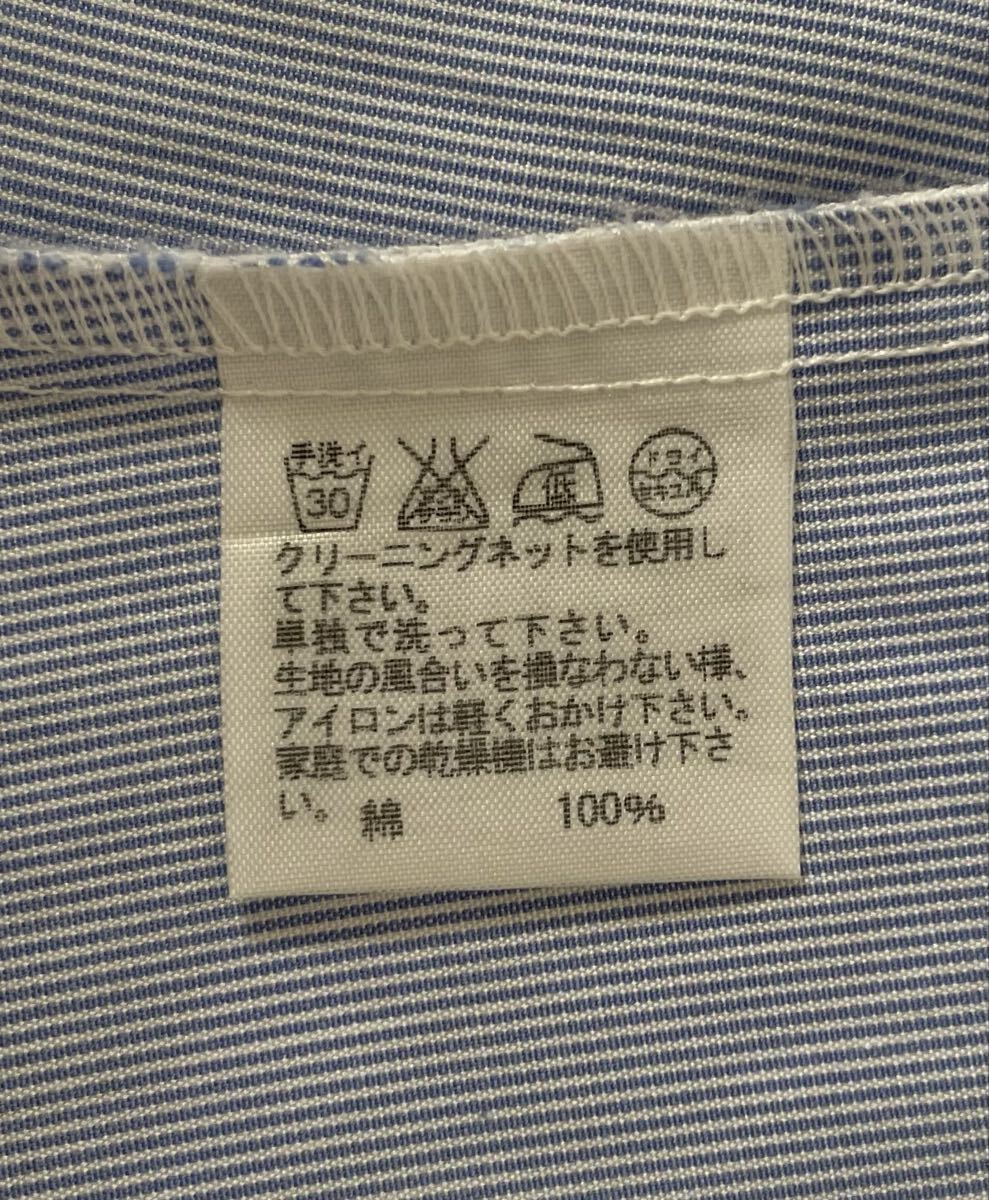 手洗イ
30
低
ドライ
セキユ系
クリーニングネットを使用し
て下さい。
単独で洗って下さい。
生地の風合いを損なわない様、
アイロンは軽くおかけ下さい。
家庭での乾燥機はお避け下さ
い。
綿 100%